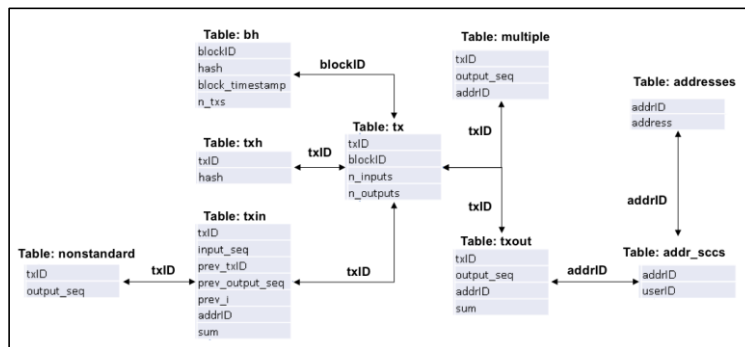 Table: bh
blockID
hash
block_timestamp
n_txs
blockID
Table: multiple
txID
output_seq
addrID
Table: addresses
addrID
address
Table: txh
txID
hash
txID
Table: tx
txID
blockID
n_inputs
n_outputs
txID
txID
addrID
Table: nonstandard
txID
output_seq
txID
Table: txin
txID
input_seq
prev_txID
prev_output_seq
prev_i
addrID
sum
txID
Table: txout
txID
output_seq
addrID
sum
addrID
Table: addr_sccs
addrID
userID